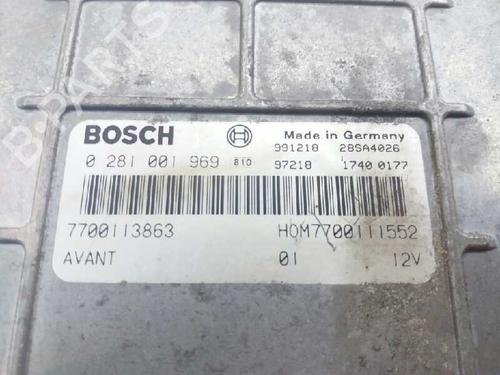 BOSCH Made in Germany
991218 28SA4026
0 281 001 969 810 97218 1740 0177
7700113863 HOM7700111552
AVANT 01 12V
B-PARTS